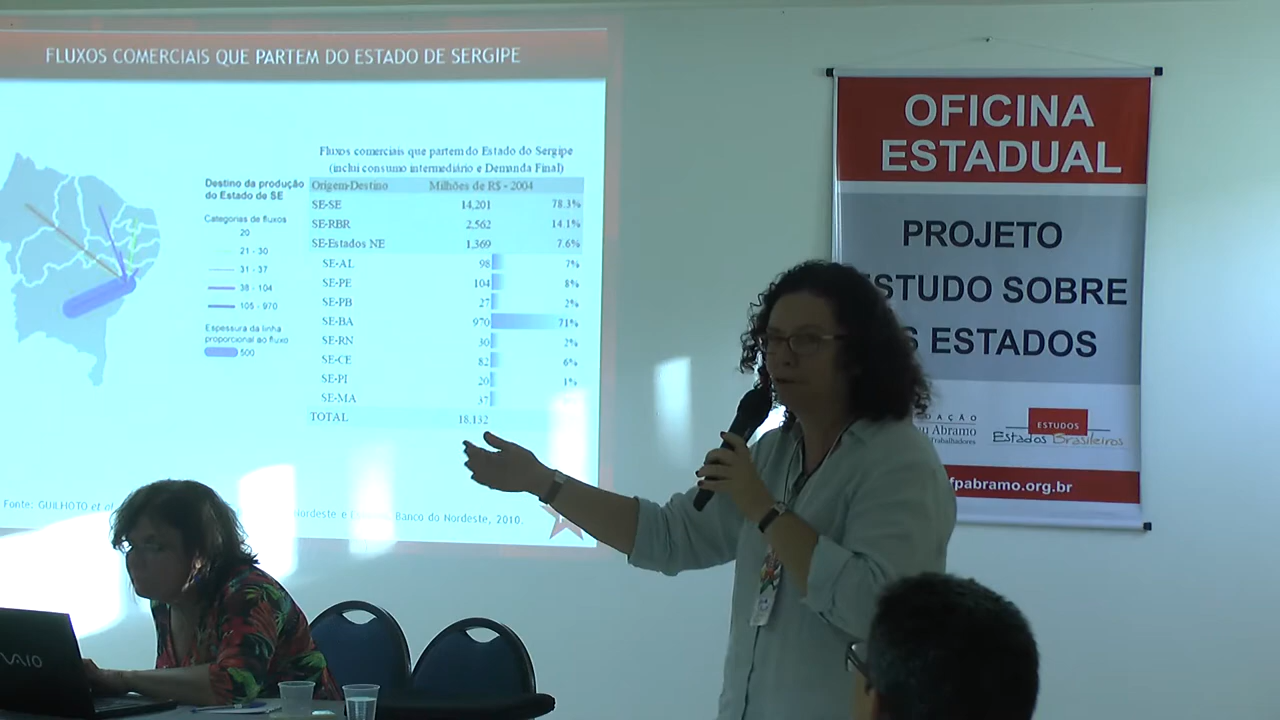 FLUXOS COMERCIAIS QUE PARTEM DO ESTADO DE SERGIPE
Destino da produção
do Estado de SE
Categorias de fluxos
20
21 - 30
31 - 37
38 - 104
105 - 970
Espessura da linha
proporcional ao fluxo
500
Fluxos comerciais que partem do Estado do Sergipe
(inclui consumo intermediário e Demanda Final)
Origem-Destino Milhões de R$ - 2004
SE-SE 14,201 78.3%
SE-RBR 2,562 14.1%
SE-Estados NE 1,369 7.6%
SE-AL 98 7%
SE-PE 104 8%
SE-PB 27 2%
SE-BA 970 71%
SE-RN 30 2%
SE-CE 82 6%
SE-PI 20 1%
SE-MA 37
TOTAL 18,132
Fonte: GUILHOTO et
Banco do Nordeste, 2010.
OFICINA
ESTADUAL
PROJETO
ESTUDO SOBRE
ESTADOS
Abramo
Trabalhadores
ESTUDOS
Estados Brasileiros
fpabramo.org.br
VAIO